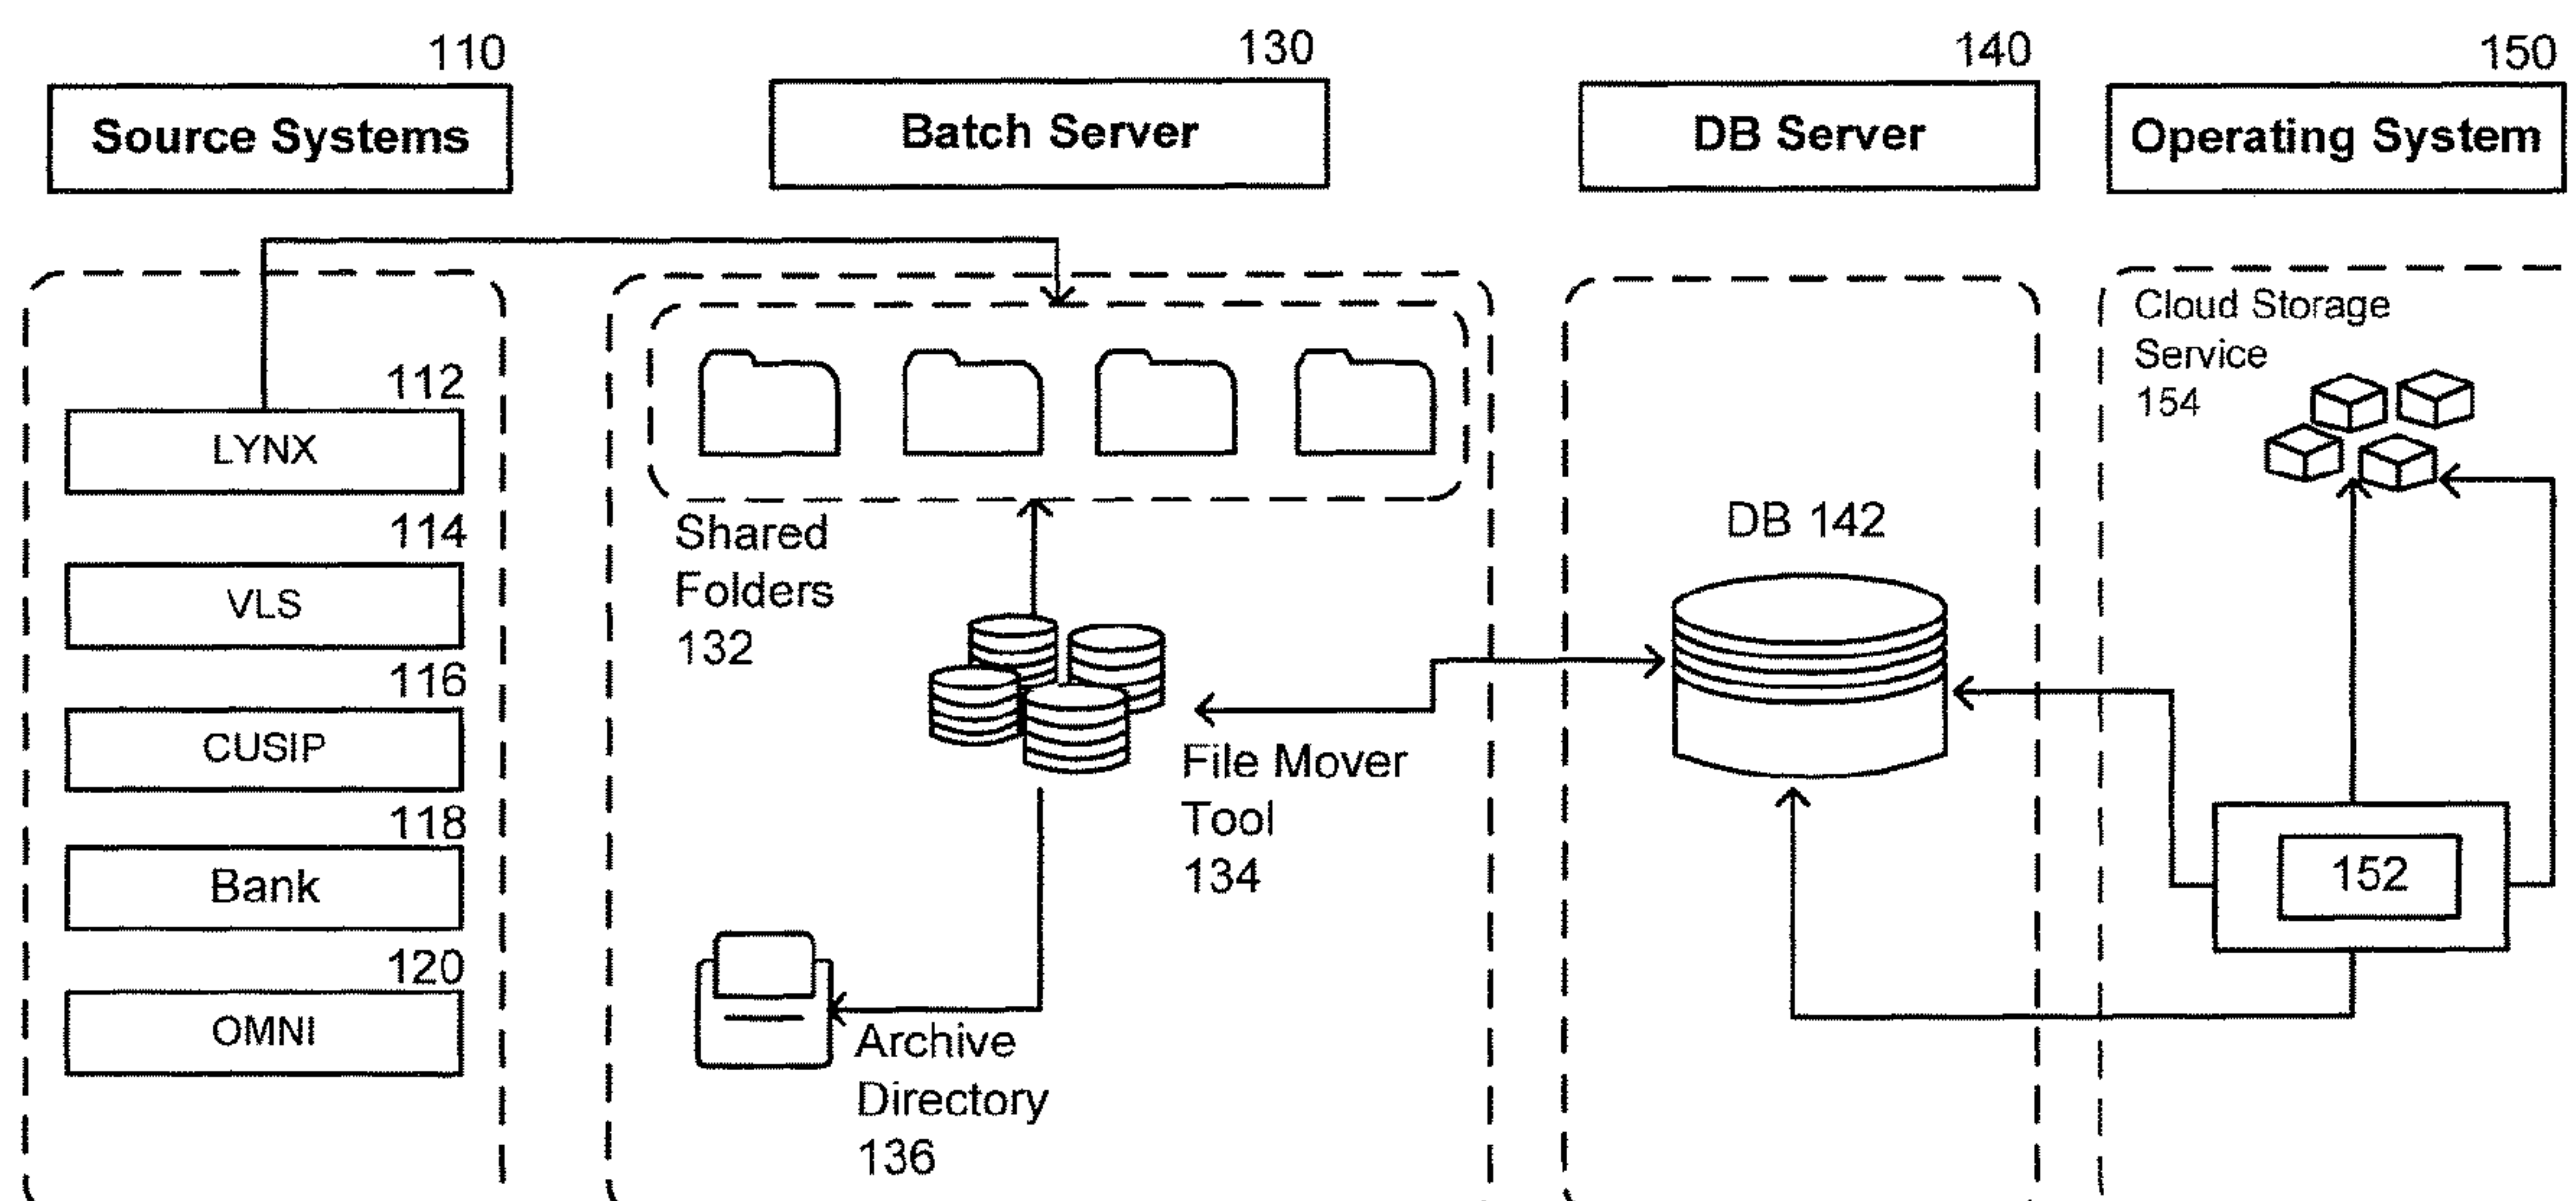 110
Source Systems
130
Batch Server
140
DB Server
150
Operating System
112
LYNX
114
VLS
116
CUSIP
118
Bank
120
OMNI
Shared
Folders
132
File Mover
Tool
134
Archive
Directory
136
DB 142
Cloud Storage
Service
154
152